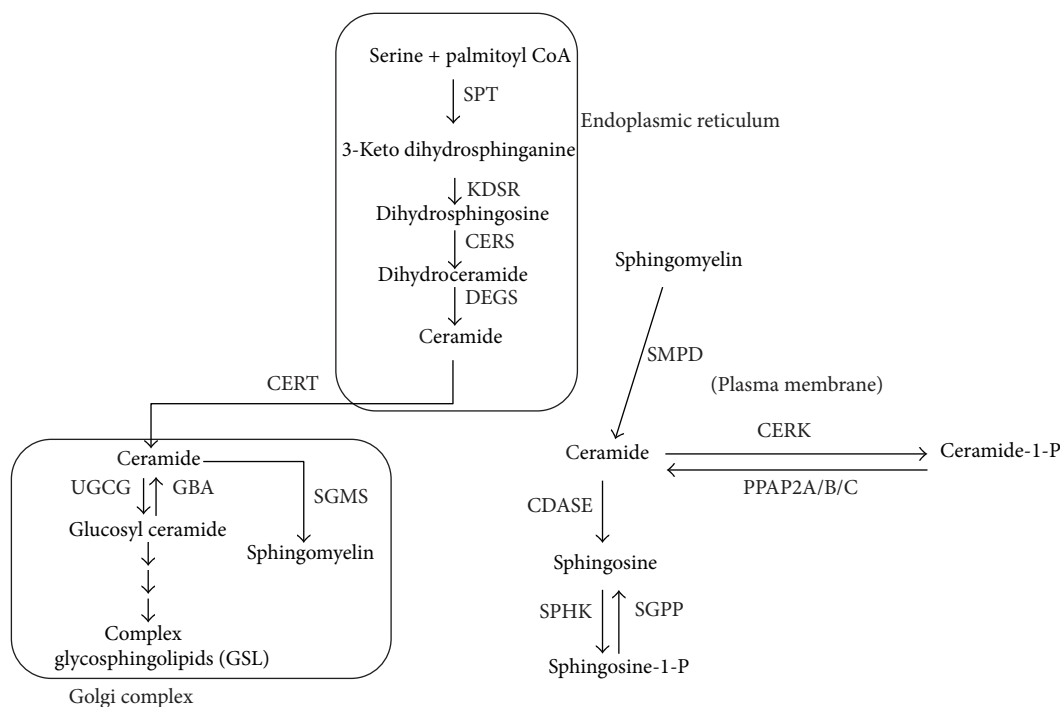 Serine + palmitoyl CoA
SPT
Endoplasmic reticulum
3-Keto dihydrosphinganine
KDSR
Dihydrosphingosine
CERS
Dihydroceramide
DEGS
Ceramide
CERT
Sphingomyelin
SMPD
(Plasma membrane)
Ceramide
CERK
Ceramide-1-P
PPAP2A/B/C
CDASE
Sphingosine
SPHK
SGPP
Sphingosine-1-P
Ceramide
UGCG
GBA
SGMS
Glucosyl ceramide
Sphingomyelin
Complex
glycosphingolipids (GSL)
Golgi complex